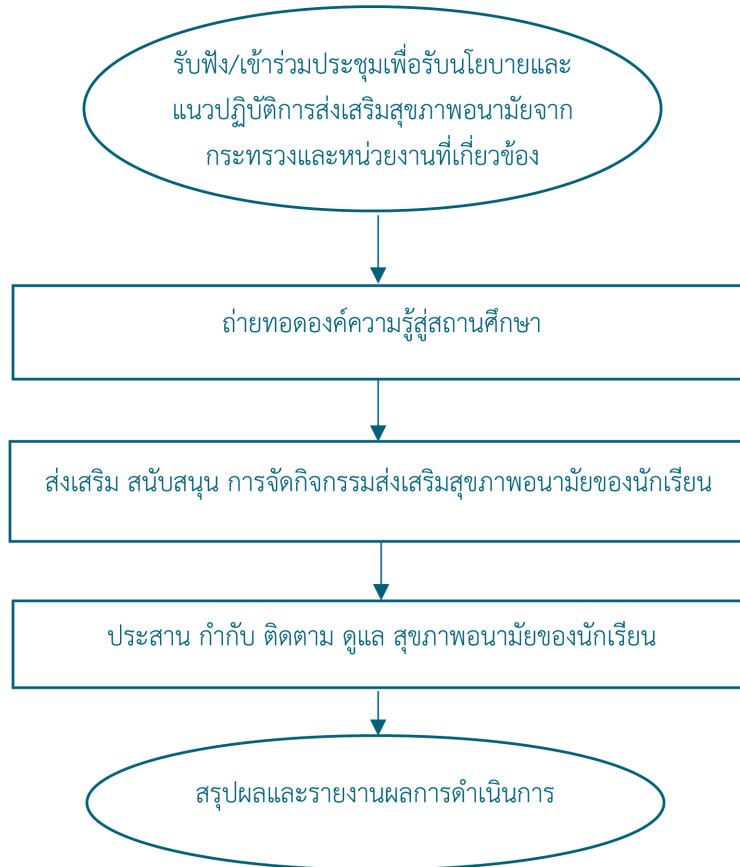 รับฟัง/เข้าร่วมประชุมเพื่อรับนโยบายและ
แนวปฏิบัติการส่งเสริมสุขภาพอนามัยจาก
กระทรวงและหน่วยงานที่เกี่ยวข้อง
ถ่ายทอดองค์ความรู้สู่สถานศึกษา
ส่งเสริม สนับสนุน การจัดกิจกรรมส่งเสริมสุขภาพอนามัยของนักเรียน
ประสาน กำกับ ติดตาม ดูแล สุขภาพอนามัยของนักเรียน
สรุปผลและรายงานผลการดำเนินการ